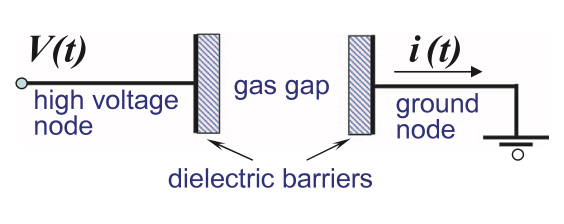 V(t)
i (t)
high voltage
node
gas gap
ground
node
dielectric barriers